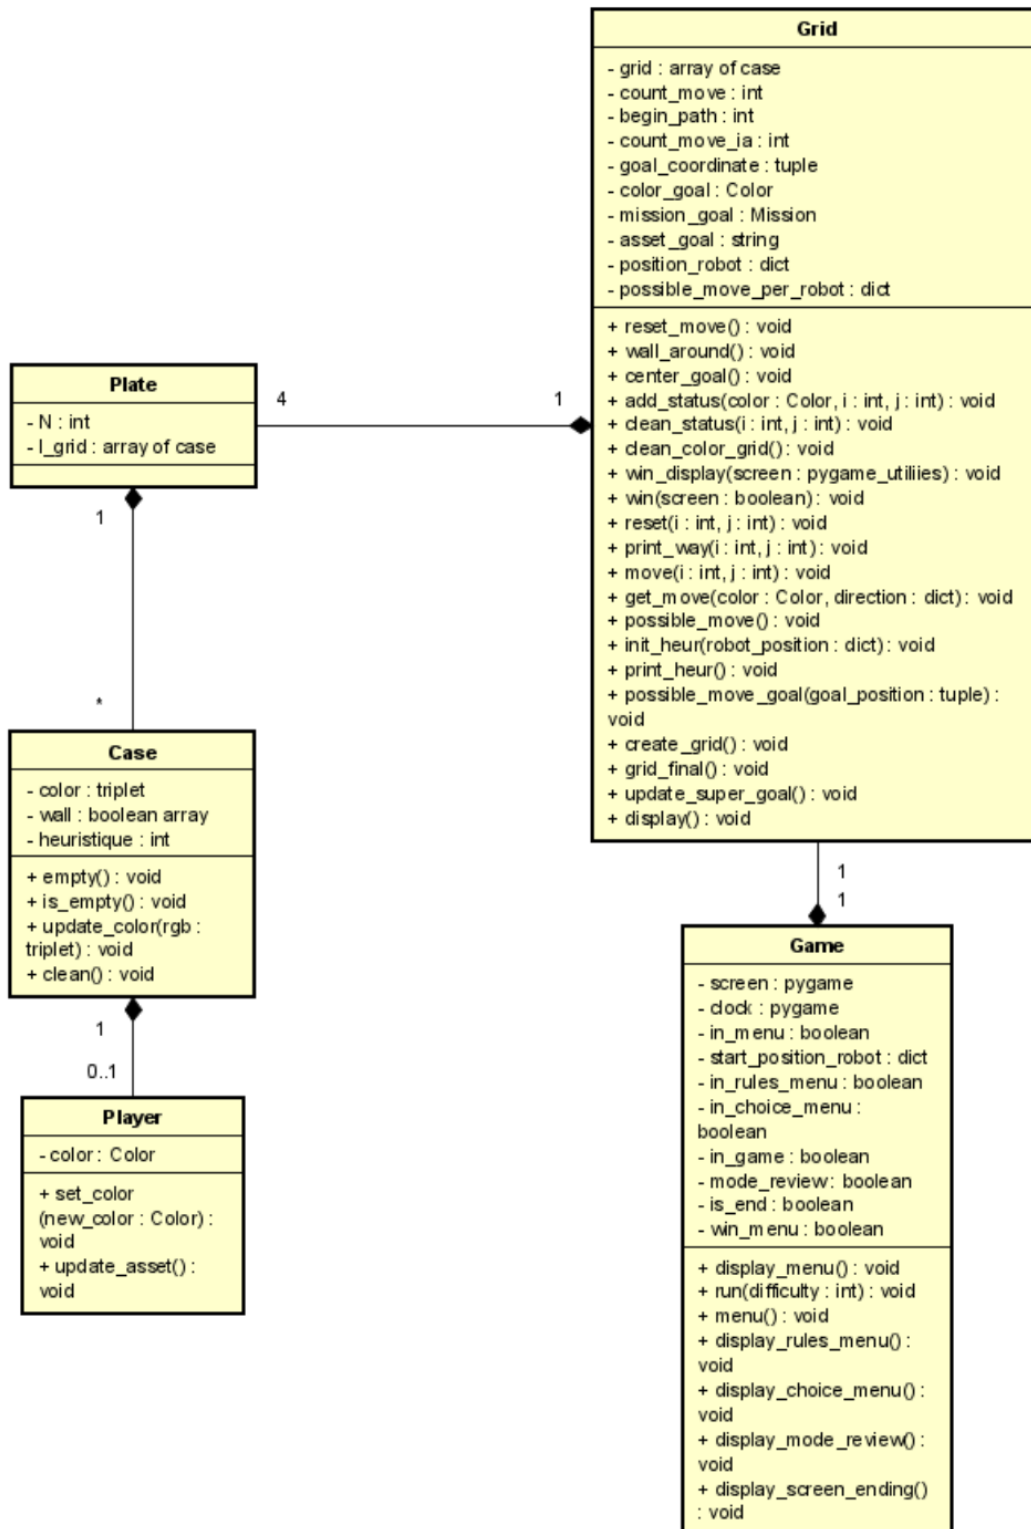 Grid
- grid : array of case
- count_move : int
- begin_path : int
- count_move_ia : int
- goal_coordinate : tuple
- color_goal : Color
- mission_goal : Mission
- asset_goal : string
- position_robot : dict
- possible_move_per_robot : dict
+ reset_move() : void
+ wall_around() : void
+ center_goal() : void
+ add_status(color : Color, i : int, j : int) : void
+ clean_status(i : int, j : int) : void
+ clean_color_grid() : void
+ win_display(screen : pygame_utiliies) : void
+ win(screen : boolean) : void
+ reset(i : int, j : int) : void
+ print_way(i : int, j : int) : void
+ move(i : int, j : int) : void
+ get_move(color : Color, direction : dict) : void
+ possible_move() : void
+ init_heur(robot_position : dict) : void
+ print_heur() : void
+ possible_move_goal(goal_position : tuple) :
void
+ create_grid() : void
+ grid_final() : void
+ update_super_goal() : void
+ display() : void
Plate
- N : int
- l_grid : array of case
4
1
1
*
Case
- color : triplet
- wall : boolean array
- heuristique : int
+ empty() : void
+ is_empty() : void
+ update_color(rgb :
triplet) : void
+ clean() : void
1
0..1
Player
- color : Color
+ set_color
(new_color : Color) :
void
+ update_asset() :
void
1
1
Game
- screen : pygame
- clock : pygame
- in_menu : boolean
- start_position_robot : dict
- in_rules_menu : boolean
- in_choice_menu :
boolean
- in_game : boolean
- mode_review : boolean
- is_end : boolean
- win_menu : boolean
+ display_menu() : void
+ run(difficulty : int) : void
+ menu() : void
+ display_rules_menu() :
void
+ display_choice_menu() :
void
+ display_mode_review() :
void
+ display_screen_ending()
: void